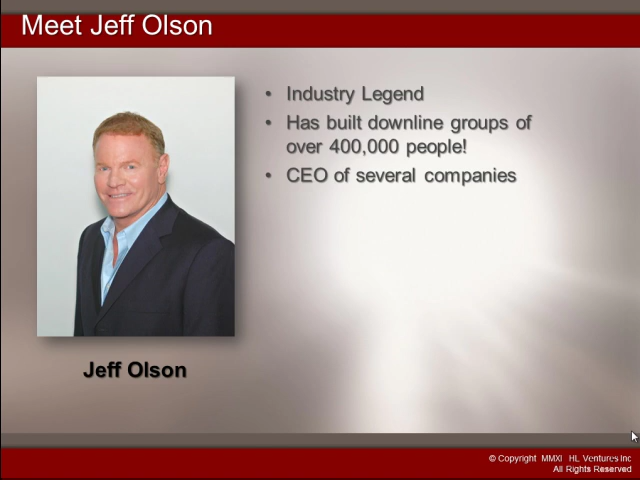 Meet Jeff Olson
• Industry Legend
• Has built downline groups of
over 400,000 people!
• CEO of several companies
Jeff Olson
© Copyright MMXI HL Ventures Inc
All Rights Reserved